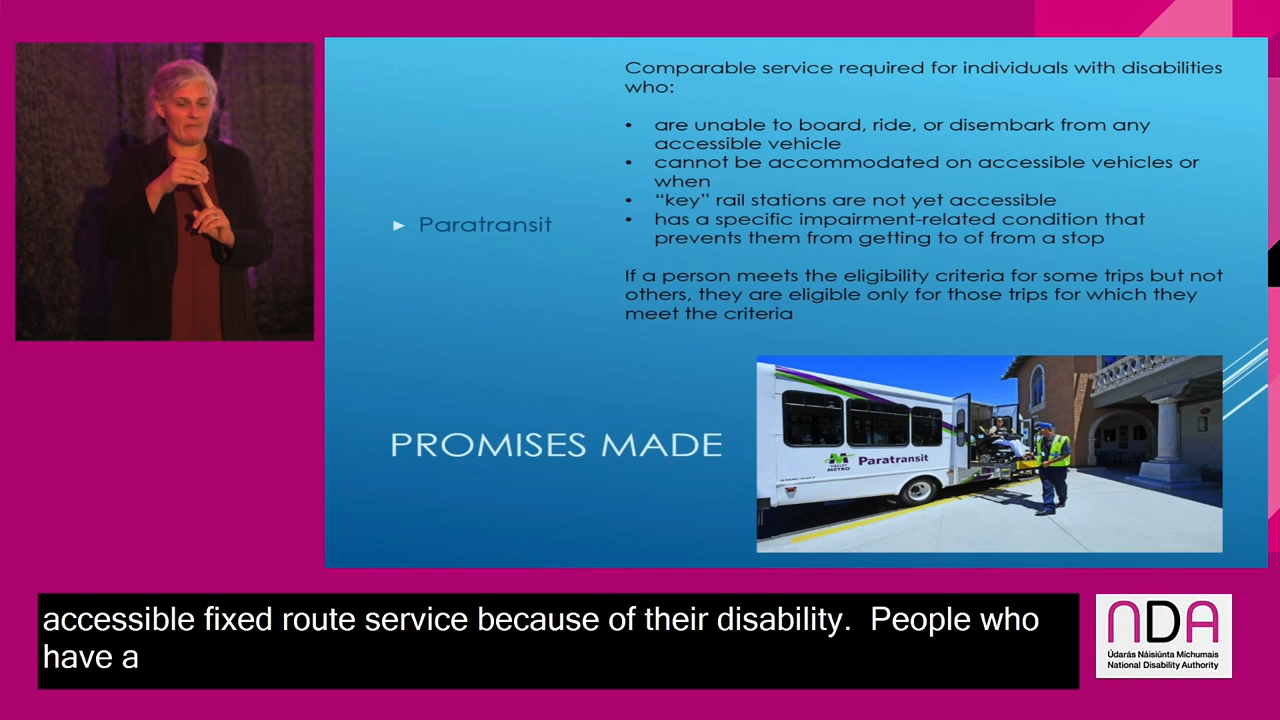 Comparable service required for individuals with disabilities
who:
• are unable to board, ride, or disembark from any
accessible vehicle
• cannot be accommodated on accessible vehicles or
when
• “key” rail stations are not yet accessible
• has a specific impairment-related condition that
prevents them from getting to of from a stop
► Paratransit
If a person meets the eligibility criteria for some trips but not
others, they are eligible only for those trips for which they
meet the criteria
PROMISES MADE
VALLEY
METRO
Paratransit
accessible fixed route service because of their disability.  People who
have a
NDA
Údarás Náisiúnta Míchumais
National Disability Authority